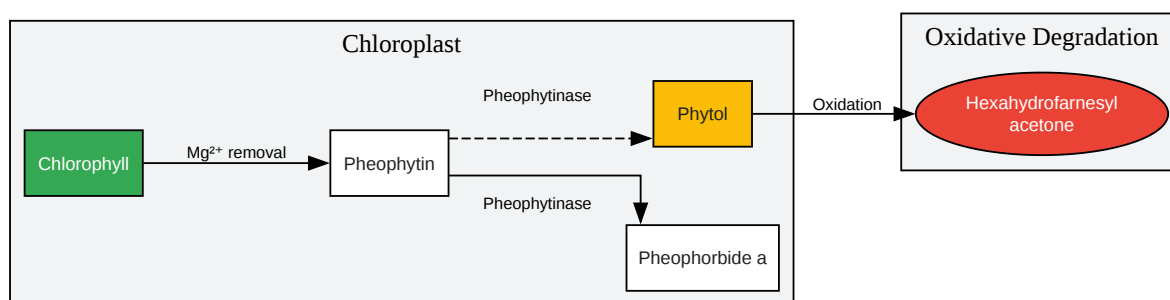 Chloroplast
Oxidative Degradation
Pheophytinase
Phytol
Oxidation
Hexahydrofarnesyl
acetone
Chlorophyll
Mg²⁺ removal
Pheophytin
Pheophytinase
Pheophorbide a